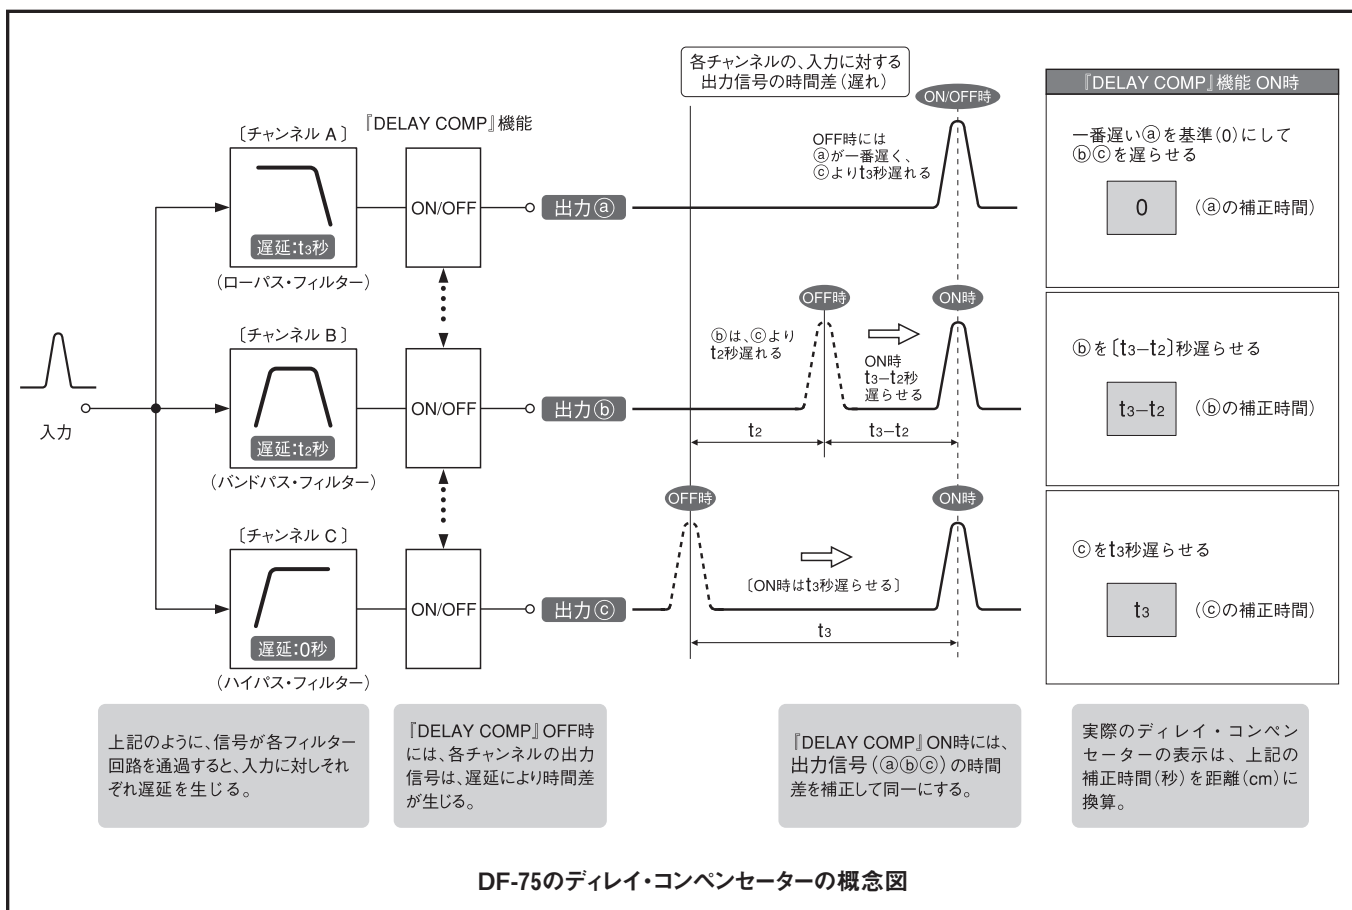 各チャンネルの、入力に対する
出力信号の時間差（遅れ）
『DELAY COMP』機能 ON時
ON/OFF時
〔チャンネル A〕
『DELAY COMP』機能
OFF時には
ⓐが一番遅く、
ⓒよりt3秒遅れる
一番遅いⓐを基準（0）にして
ⓑⓒを遅らせる
ON/OFF
出力ⓐ
0
（ⓐの補正時間）
遅延:t3秒
（ローパス・フィルター）
OFF時
ON時
〔チャンネル B〕
ⓑは、ⓒより
t2秒遅れる
ON時
t3−t2秒
遅らせる
ⓑを〔t3−t2〕秒遅らせる
入力
ON/OFF
出力ⓑ
t3−t2
（ⓑの補正時間）
遅延:t2秒
t2
t3−t2
（バンドパス・フィルター）
OFF時
ON時
〔チャンネル C〕
〔ON時はt3秒遅らせる〕
ⓒをt3秒遅らせる
ON/OFF
出力ⓒ
t3
（ⓒの補正時間）
遅延:0秒
t3
（ハイパス・フィルター）
上記のように、信号が各フィルター
回路を通過すると、入力に対しそれ
ぞれ遅延を生じる。
『DELAY COMP』OFF時
には、各チャンネルの出力
信号は、遅延により時間差
が生じる。
『DELAY COMP』ON時には、
出力信号（ⓐⓑⓒ）の時間
差を補正して同一にする。
実際のディレイ・コンペン
セーターの表示は、上記の
補正時間（秒）を距離（cm）に
換算。
DF-75のディレイ・コンペンセーターの概念図